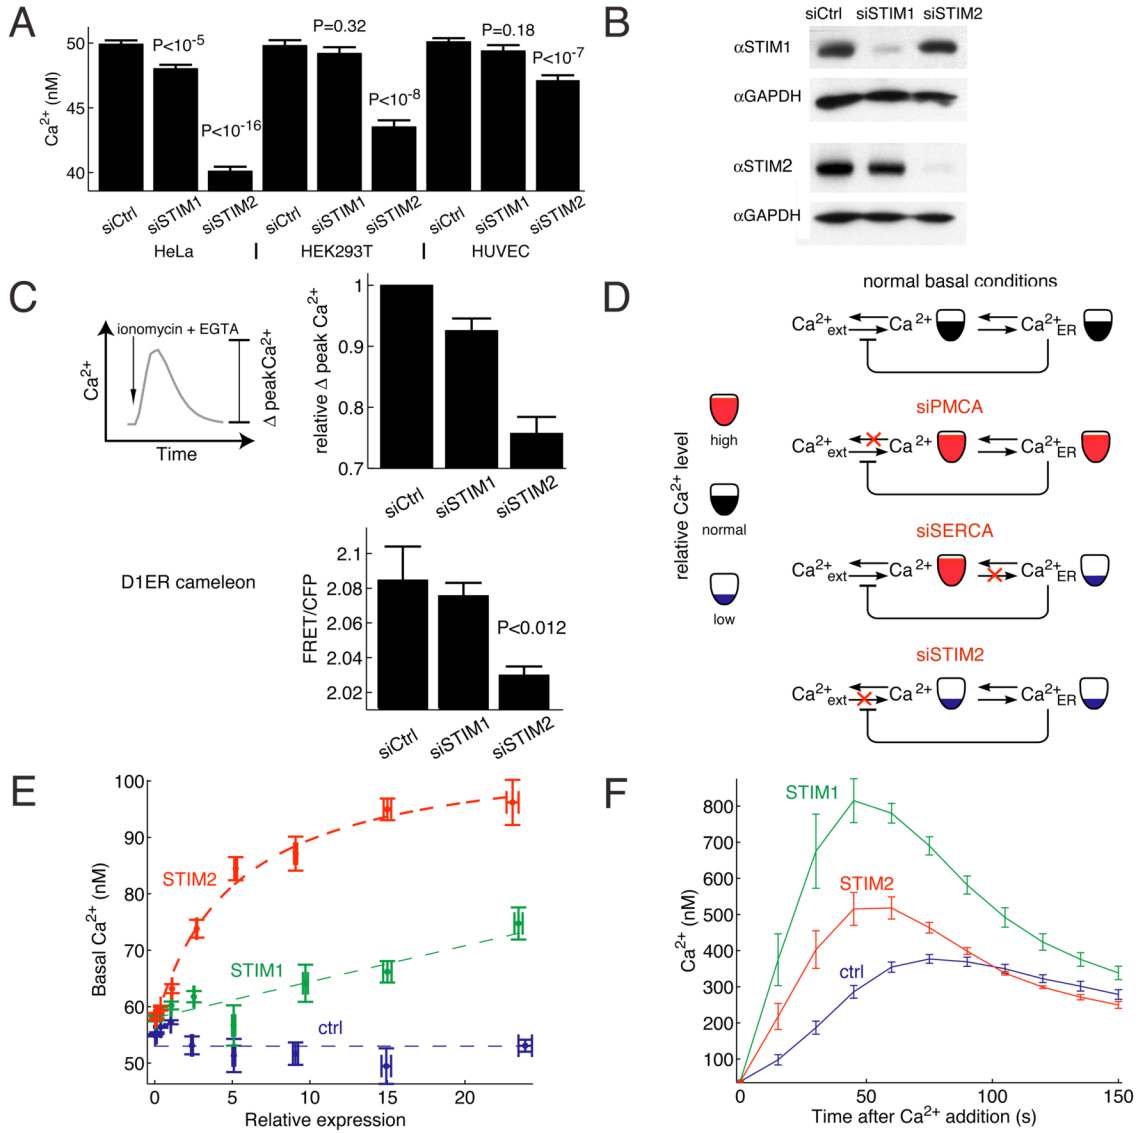 A
Ca2+ (nM)
50
45
40
P<10-5
P<10-16
P=0.32
P<10-8
P=0.18
P<10-7
siCtrl siSTIM1 siSTIM2 siCtrl siSTIM1 siSTIM2 siCtrl siSTIM1 siSTIM2
HeLa | HEK293T | HUVEC
B
siCtrl siSTIM1 siSTIM2
αSTIM1
αGAPDH
αSTIM2
αGAPDH
C
ionomycin + EGTA
Ca2+
Time
Δ peakCa2+
relative Δ peak Ca2+
1
0.9
0.8
0.7
siCtrl siSTIM1 siSTIM2
D1ER cameleon
FRET/CFP
2.1
2.08
2.06
2.04
2.02
P<0.012
siCtrl siSTIM1 siSTIM2
D
normal basal conditions
Ca2+ext Ca2+ Ca2+ER
siPMCA
Ca2+ext Ca2+ Ca2+ER
siSERCA
Ca2+ext Ca2+ Ca2+ER
siSTIM2
Ca2+ext Ca2+ Ca2+ER
relative Ca2+ level
high
normal
low
E
Basal Ca2+ (nM)
100
90
80
70
60
50
STIM2
STIM1
ctrl
0 5 10 15 20
Relative expression
F
Ca2+ (nM)
800
700
600
500
400
300
200
100
STIM1
STIM2
ctrl
0 50 100 150
Time after Ca2+ addition (s)